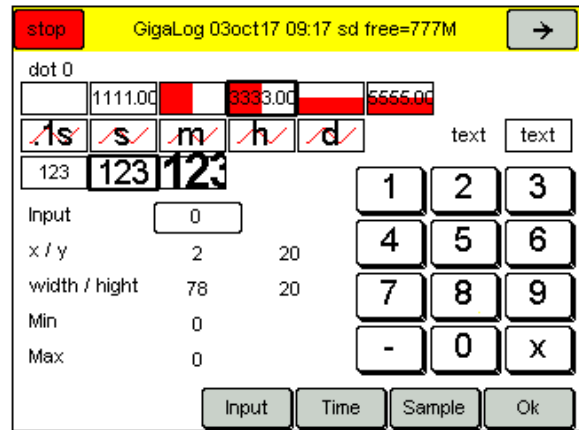 stop GigaLog 03oct17 09:17 sd free=777M →
dot 0
1111.00 3333.00 5555.00
.1s s m h d text text
123 123 123
1 2 3
Input 0
x / y 2 20
4 5 6
width / hight 78 20
7 8 9
Min 0
Max 0
- 0 X
Input Time Sample Ok